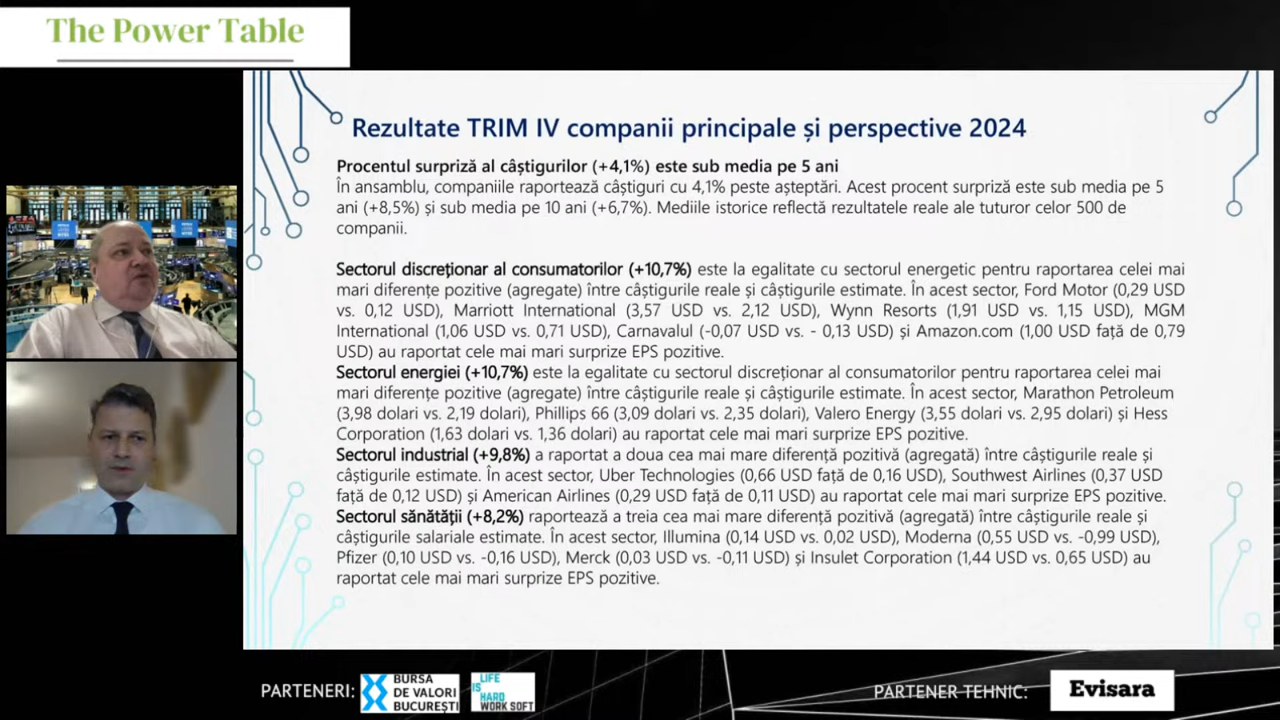 The Power Table
Rezultate TRIM IV companii principale și perspective 2024
Procentul surpriză al câștigurilor (+4,1%) este sub media pe 5 ani
În ansamblu, companiile raportează câștiguri cu 4,1% peste așteptări. Acest procent surpriză este sub media pe 5
ani (+8,5%) și sub media pe 10 ani (+6,7%). Mediile istorice reflectă rezultatele reale ale tuturor celor 500 de
companii.
Sectorul discreționar al consumatorilor (+10,7%) este la egalitate cu sectorul energetic pentru raportarea celei mai
mari diferențe pozitive (agregate) între câștigurile reale și câștigurile estimate. În acest sector, Ford Motor (0,29 USD
vs. 0,12 USD), Marriott International (3,57 USD vs. 2,12 USD), Wynn Resorts (1,91 USD vs. 1,15 USD), MGM
International (1,06 USD vs. 0,71 USD), Carnavalul (-0,07 USD vs. - 0,13 USD) și Amazon.com (1,00 USD față de 0,79
USD) au raportat cele mai mari surprize EPS pozitive.
Sectorul energiei (+10,7%) este la egalitate cu sectorul discreționar al consumatorilor pentru raportarea celei mai
mari diferențe pozitive (agregate) între câștigurile reale și câștigurile estimate. În acest sector, Marathon Petroleum
(3,98 dolari vs. 2,19 dolari), Phillips 66 (3,09 dolari vs. 2,35 dolari), Valero Energy (3,55 dolari vs. 2,95 dolari) și Hess
Corporation (1,63 dolari vs. 1,36 dolari) au raportat cele mai mari surprize EPS pozitive.
Sectorul industrial (+9,8%) a raportat a doua cea mai mare diferență pozitivă (agregată) între câștigurile reale și
câștigurile estimate. În acest sector, Uber Technologies (0,66 USD față de 0,16 USD), Southwest Airlines (0,37 USD
față de 0,12 USD) și American Airlines (0,29 USD față de 0,11 USD) au raportat cele mai mari surprize EPS pozitive.
Sectorul sănătății (+8,2%) raportează a treia cea mai mare diferență pozitivă (agregată) între câștigurile reale și
câștigurile salariale estimate. În acest sector, Illumina (0,14 USD vs. 0,02 USD), Moderna (0,55 USD vs. -0,99 USD),
Pfizer (0,10 USD vs. -0,16 USD), Merck (0,03 USD vs. -0,11 USD) și Insulet Corporation (1,44 USD vs. 0,65 USD) au
raportat cele mai mari surprize EPS pozitive.
PARTENERI:
BURSA
DE VALORI
BUCUREȘTI
LIFE
IS
HARD
WORK SOFT
PARTENER TEHNIC:
Evisara